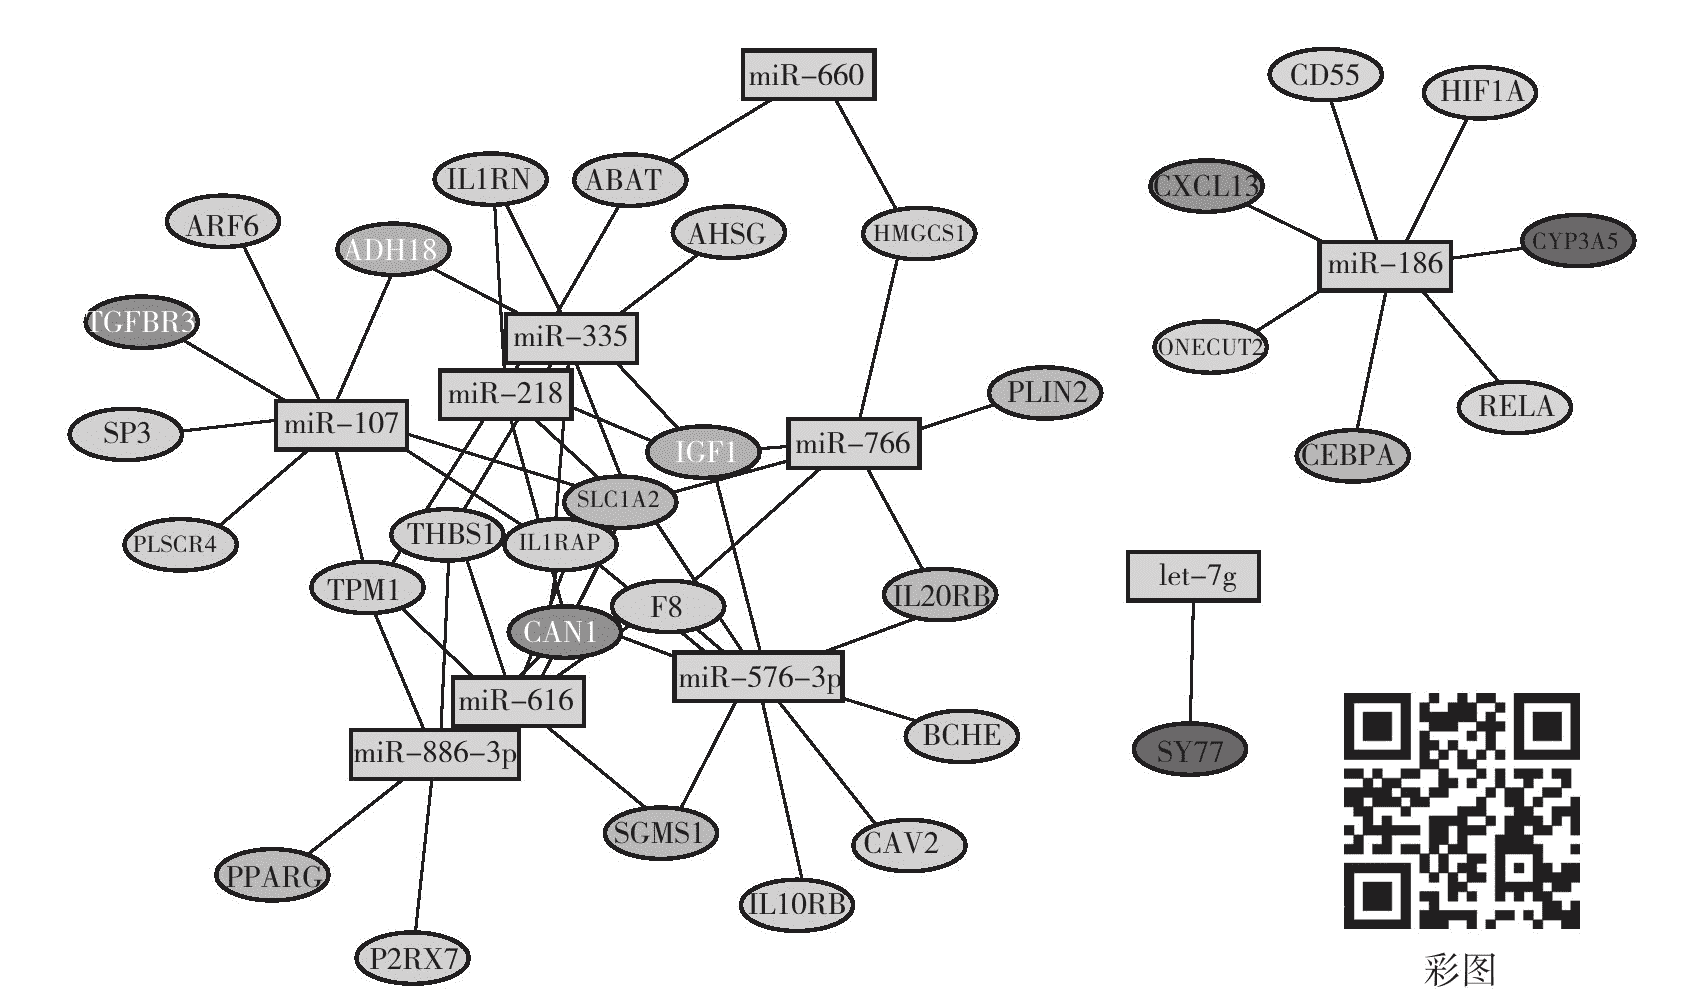 miR-660
CD55
HIF1A
IL1RN
ABAT
CXCL13
ARF6
AHSG
HMGCS1
ADH18
CYP3A5
miR-186
TGFBR3
miR-335
ONECUT2
miR-218
PLIN2
RELA
miR-107
SP3
miR-766
IGF1
CEBPA
SLC1A2
THBS1
IL1RAP
PLSCR4
let-7g
TPM1
IL20RB
F8
CAN1
miR-576-3p
miR-616
BCHE
miR-886-3p
SY77
SGMS1
CAV2
PPARG
IL10RB
P2RX7
彩图